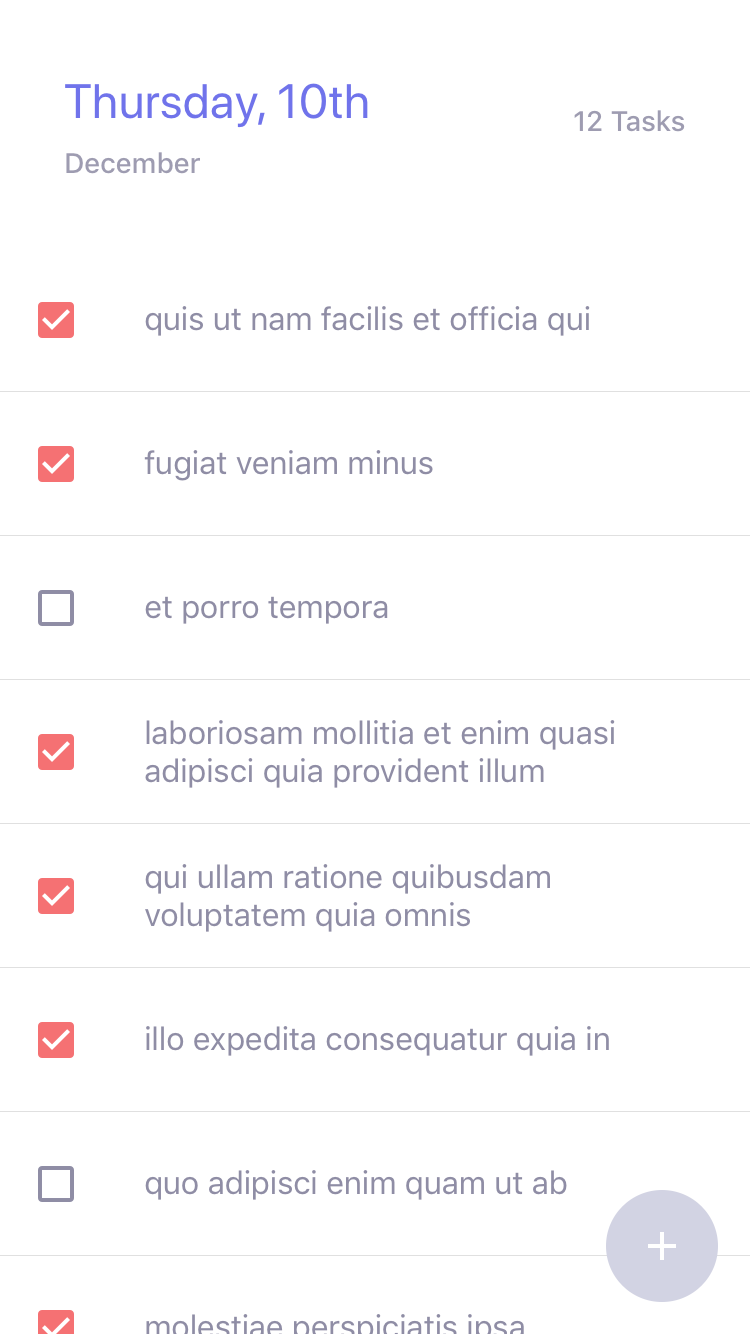 Thursday, 10th
12 Tasks
December
quis ut nam facilis et officia qui
fugiat veniam minus
et porro tempora
laboriosam mollitia et enim quasi
adipisci quia provident illum
qui ullam ratione quibusdam
voluptatem quia omnis
illo expedita consequatur quia in
quo adipisci enim quam ut ab
molestiae perspiciatis ipsa